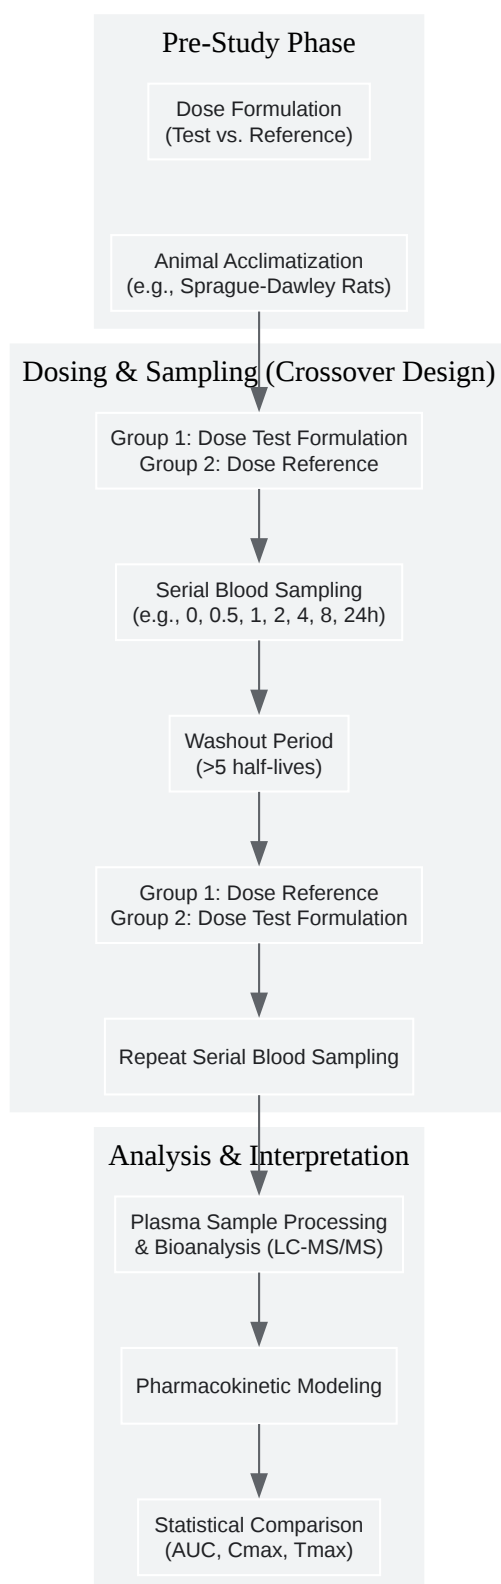 Pre-Study Phase
Dose Formulation
(Test vs. Reference)
Animal Acclimatization
(e.g., Sprague-Dawley Rats)
Dosing & Sampling (Crossover Design)
Group 1: Dose Test Formulation
Group 2: Dose Reference
Serial Blood Sampling
(e.g., 0, 0.5, 1, 2, 4, 8, 24h)
Washout Period
(>5 half-lives)
Group 1: Dose Reference
Group 2: Dose Test Formulation
Repeat Serial Blood Sampling
Analysis & Interpretation
Plasma Sample Processing
& Bioanalysis (LC-MS/MS)
Pharmacokinetic Modeling
Statistical Comparison
(AUC, Cmax, Tmax)